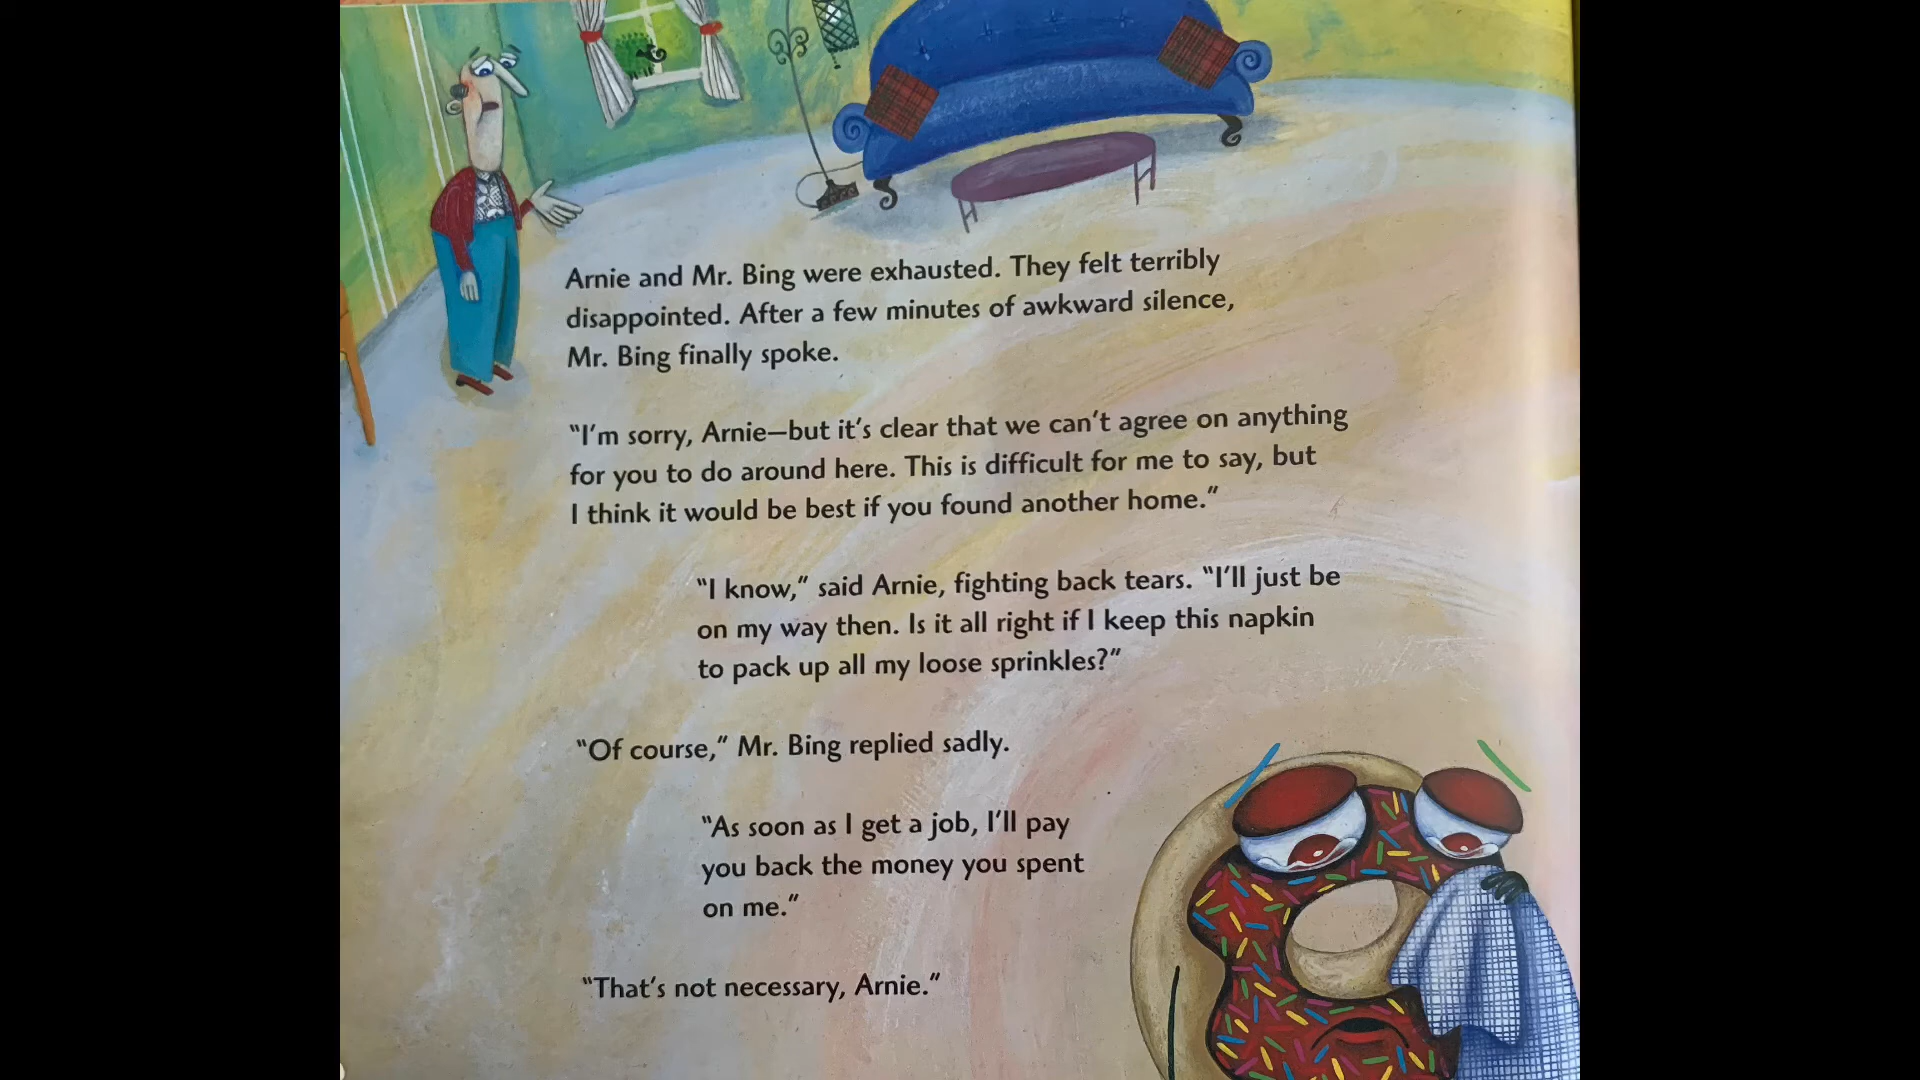 Arnie and Mr. Bing were exhausted. They felt terribly
disappointed. After a few minutes of awkward silence,
Mr. Bing finally spoke.
“I’m sorry, Arnie—but it’s clear that we can’t agree on anything
for you to do around here. This is difficult for me to say, but
I think it would be best if you found another home.”
“I know,” said Arnie, fighting back tears. “I’ll just be
on my way then. Is it all right if I keep this napkin
to pack up all my loose sprinkles?”
“Of course,” Mr. Bing replied sadly.
“As soon as I get a job, I’ll pay
you back the money you spent
on me.”
“That’s not necessary, Arnie.”